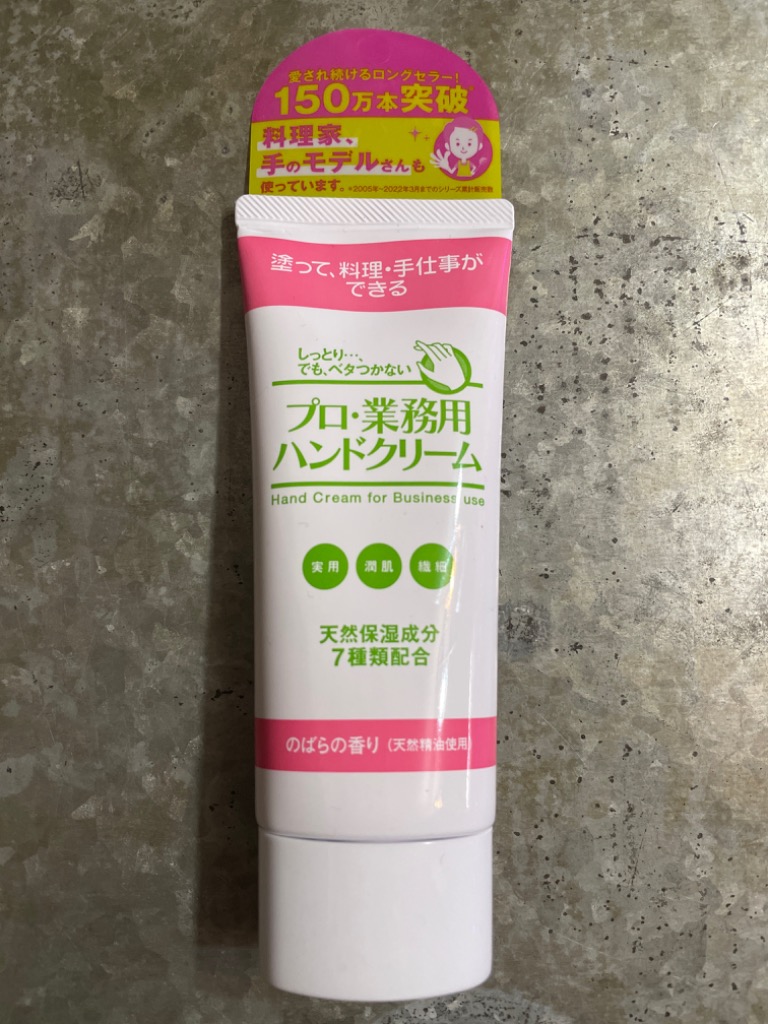 愛され続けるロングセラー!
150万本突破
料理家、
手のモデルさんも
使っています。※2005年~2022年3月までのシリーズ累計販売数
塗って、料理・手仕事が
できる
しっとり…、
でも、ベタつかない
プロ・業務用
ハンドクリーム
Hand Cream for Business use
実用 潤肌 繊細
天然保湿成分
7種類配合
のばらの香り(天然精油使用)